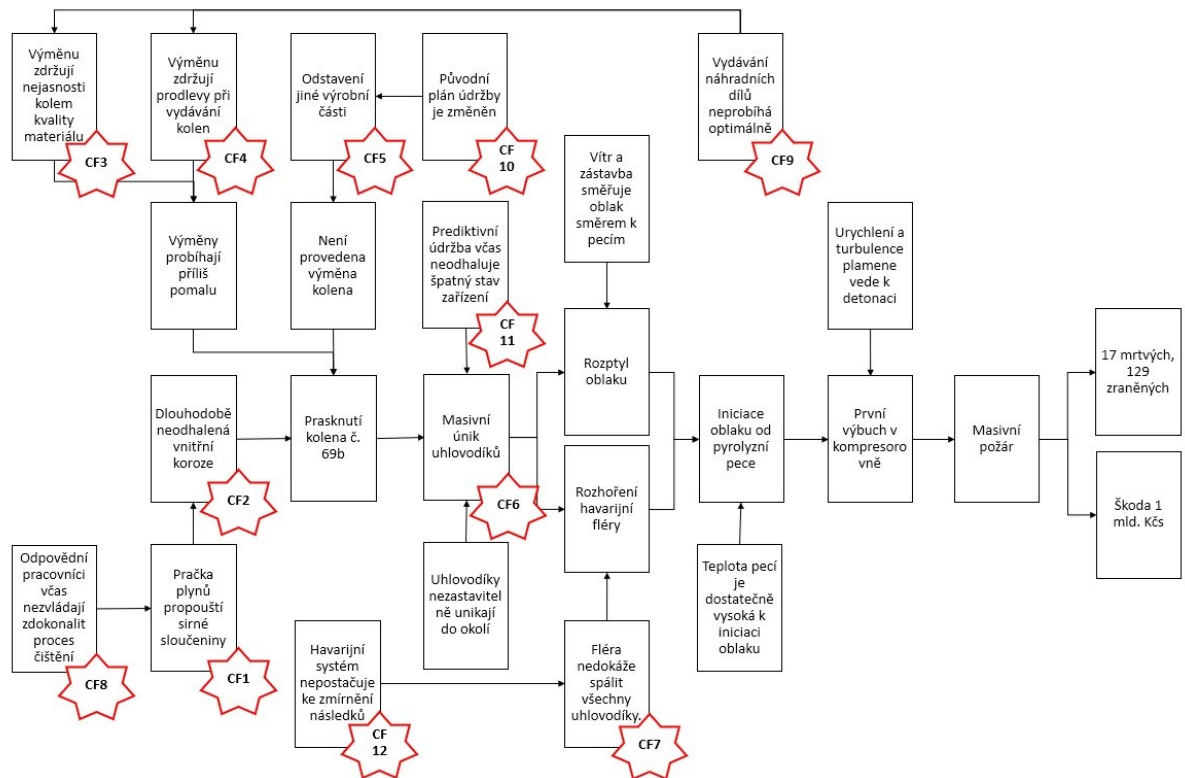 Výměnu
zdržují
nejasnosti
kolem
kvality
materiálu
CF3
Výměnu
zdržují
prodlevy při
vydávání
kolen
CF4
Odstavení
jiné výrobní
části
CF5
Původní
plán údržby
je změněn
CF
10
Vydávání
náhradních
dílů
neprobíhá
optimálně
CF9
Vítr a
zástavba
směřuje
oblak
směrem k
pecím
Výměny
probíhají
příliš
pomalu
Není
provedena
výměna
kolena
Prediktivní
údržba včas
neodhaluje
špatný stav
zařízení
CF
11
Urychlení a
turbulence
plamene
vede k
detonaci
Dlouhodobě
neodhalená
vnitřní
koroze
CF2
Prasknutí
kolena č.
69b
Masivní
únik
uhlovodíků
CF6
Rozptyl
oblaku
Rozhoření
havarijní
fléry
Iniciace
oblaku od
pyrolyzní
pece
První
výbuch v
kompresoro
vně
Masivní
požár
17 mrtvých,
129
zraněných
Škoda 1
mld. Kčs
Odpovědní
pracovníci
včas
nezvládají
zdokonalit
proces
čištění
CF8
Pračka
plynů
propouští
sirné
sloučeniny
CF1
Uhlovodíky
nezastavitel
ně unikají
do okolí
Havarijní
systém
nepostačuje
ke zmírnění
následků
CF
12
Fléra
nedokáže
spálit
všechny
uhlovodíky.
CF7
Teplota pecí
je
dostatečně
vysoká k
iniciaci
oblaku